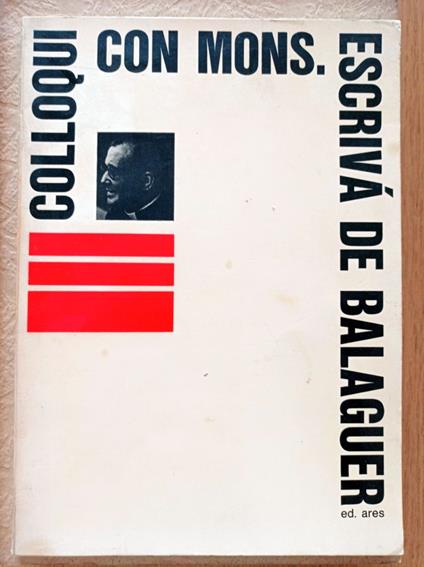 COLLOQUI
CON MONS.
ESCRIVÁ DE BALAGUER
ed. ares